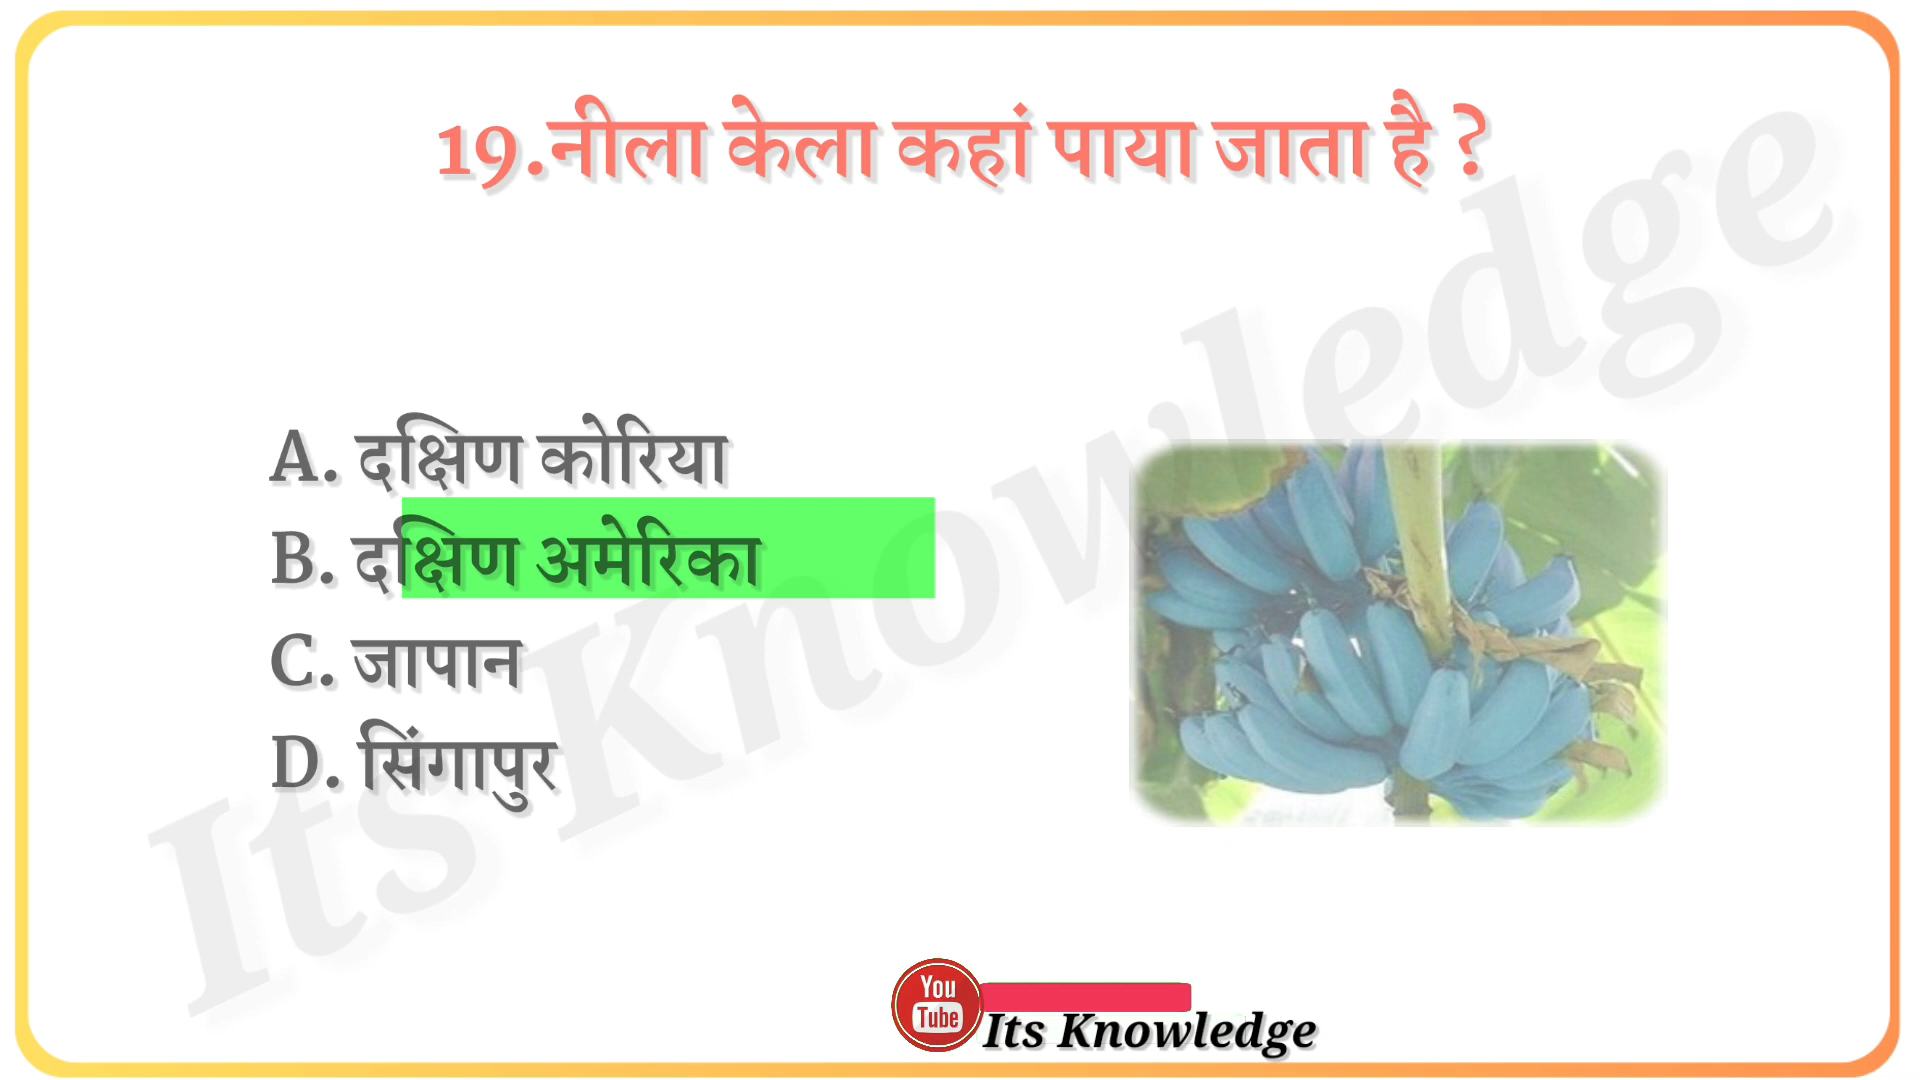 19.नीला केला कहां पाया जाता है ?
A. दक्षिण कोरिया
B. दक्षिण अमेरिका
C. जापान
D. सिंगापुर
Its Knowledge
You
Tube
Its Knowledge